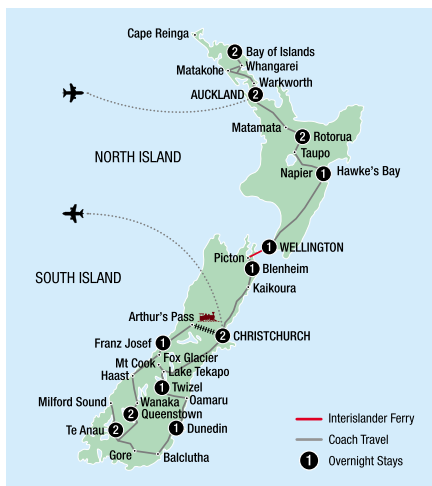 Cape Reinga
2 Bay of Islands
Whangarei
Matakohe
Warkworth
AUCKLAND 2
Matamata
2 Rotorua
Taupo
Napier 1 Hawke's Bay
NORTH ISLAND
1 WELLINGTON
Picton
1 Blenheim
SOUTH ISLAND
Kaikoura
Arthur's Pass
2 CHRISTCHURCH
Franz Josef 1
Fox Glacier
Mt Cook
Lake Tekapo
Haast
1 Twizel
Oamaru
Milford Sound
Wanaka
2 Queenstown
Te Anau 2
1 Dunedin
Gore
Balclutha
Interislander Ferry
Coach Travel
1 Overnight Stays